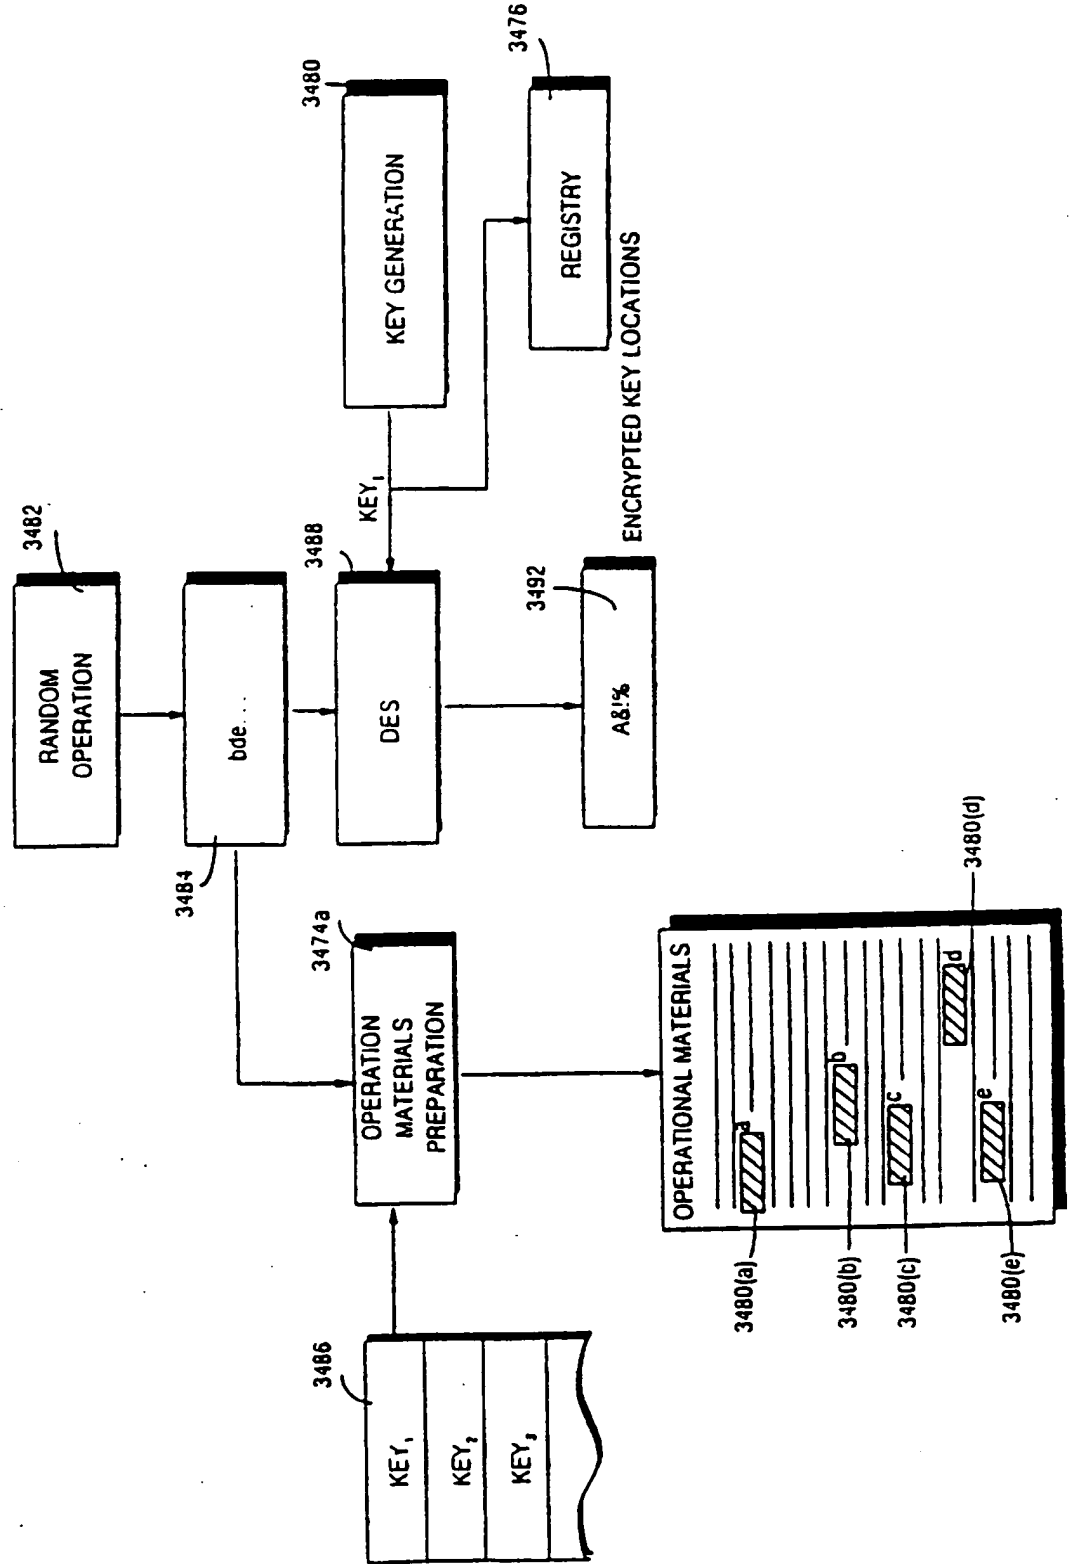 3482
RANDOM
OPERATION
3484
bde...
3488
DES
KEY₁
3480
KEY GENERATION
3476
REGISTRY
3492
A&!%
ENCRYPTED KEY LOCATIONS
3486
KEY₁
KEY₂
KEY₃
3474a
OPERATION
MATERIALS
PREPARATION
OPERATIONAL MATERIALS
a
b
c
d
e
3480(a)
3480(b)
3480(c)
3480(d)
3480(e)